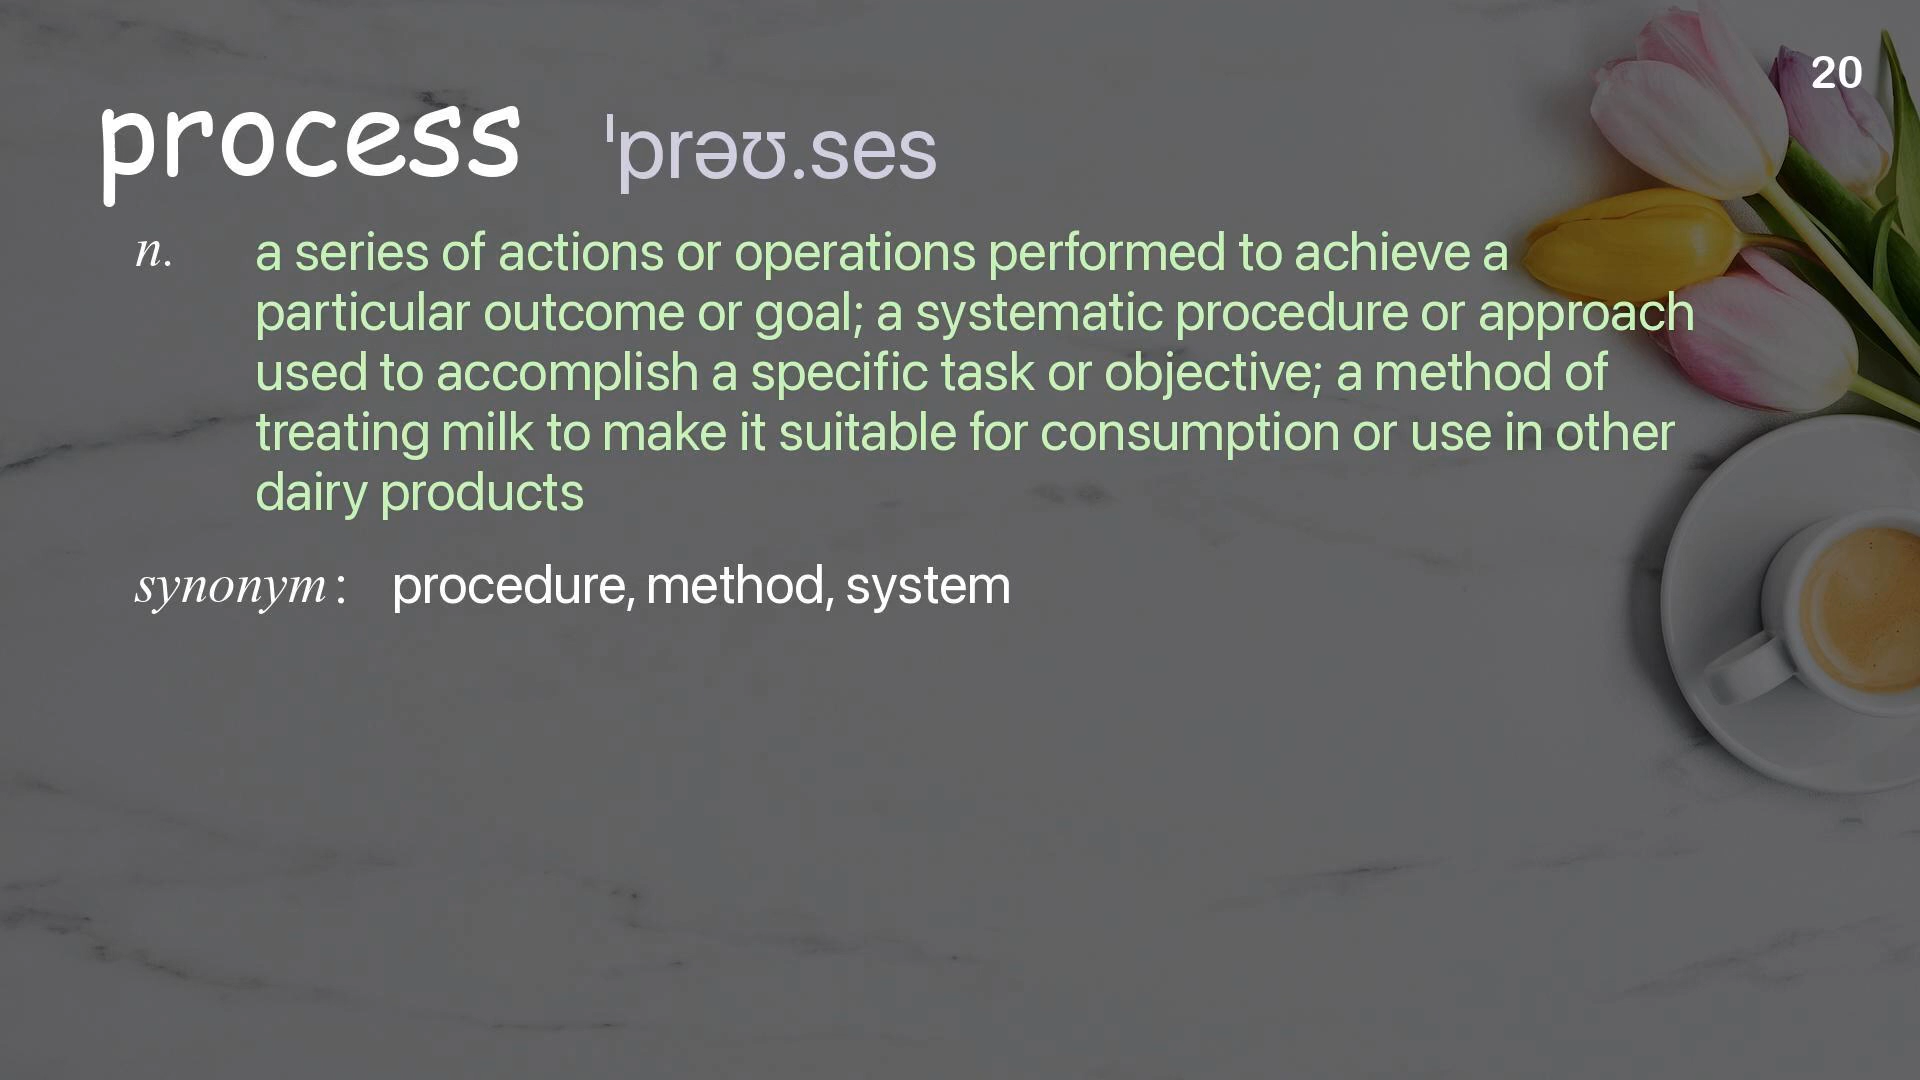 20
process ˈprəʊ.ses
n. a series of actions or operations performed to achieve a
particular outcome or goal; a systematic procedure or approach
used to accomplish a specific task or objective; a method of
treating milk to make it suitable for consumption or use in other
dairy products
synonym: procedure, method, system